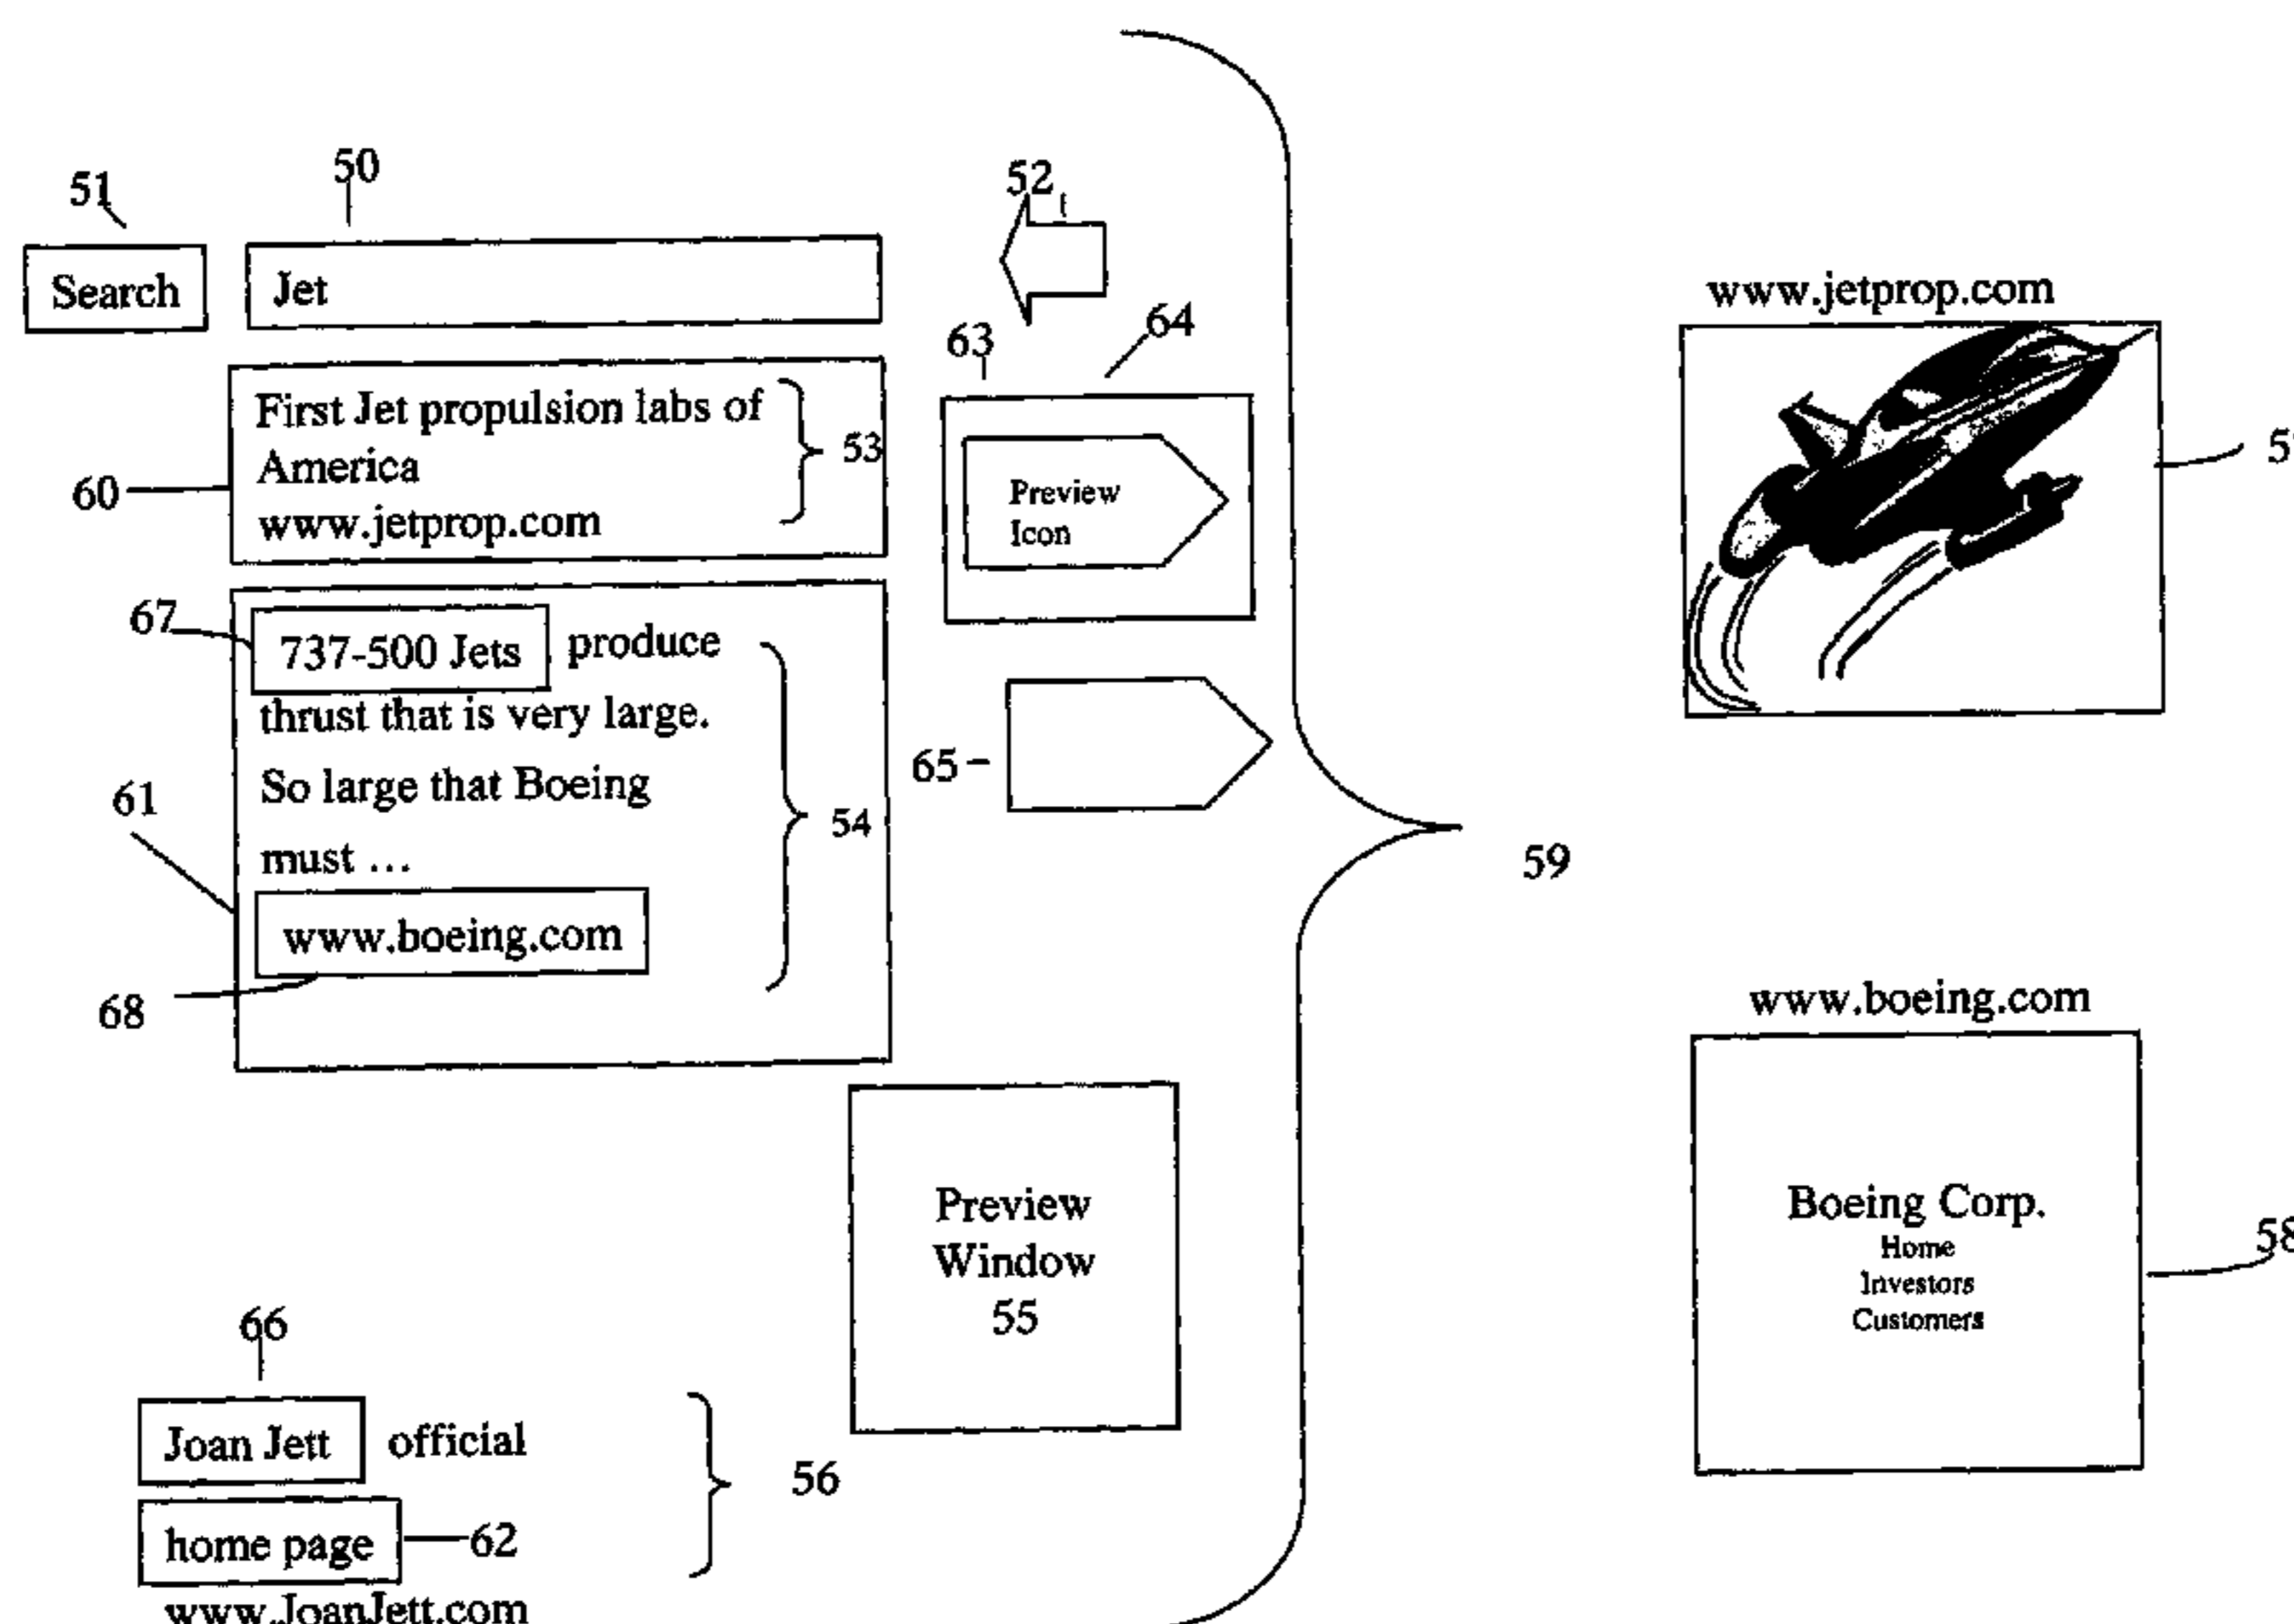 51
50
52
Search
Jet
63
64
First Jet propulsion labs of
America
www.jetprop.com
53
60
Preview
Icon
67
737-500 Jets produce
thrust that is very large.
So large that Boeing
must ...
www.boeing.com
54
61
68
65
59
Preview
Window
55
66
Joan Jett official
home page
62
www.JoanJett.com
56
www.jetprop.com
www.boeing.com
Boeing Corp.
Home
Investors
Customers
58